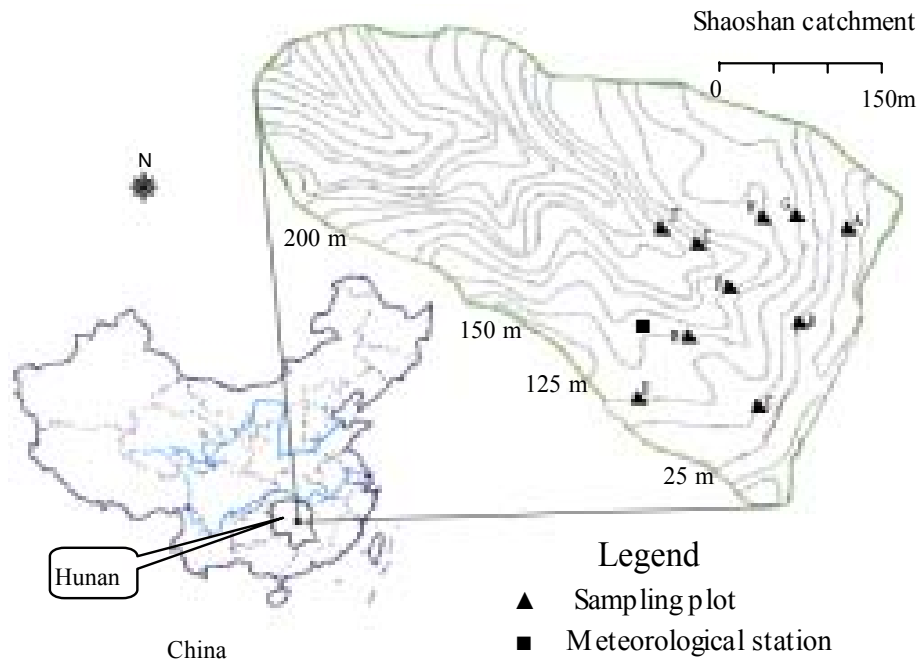 Shaoshan catchment
0
150m
N
200 m
150 m
125 m
25 m
Hunan
China
Legend
Sampling plot
Meteorological station